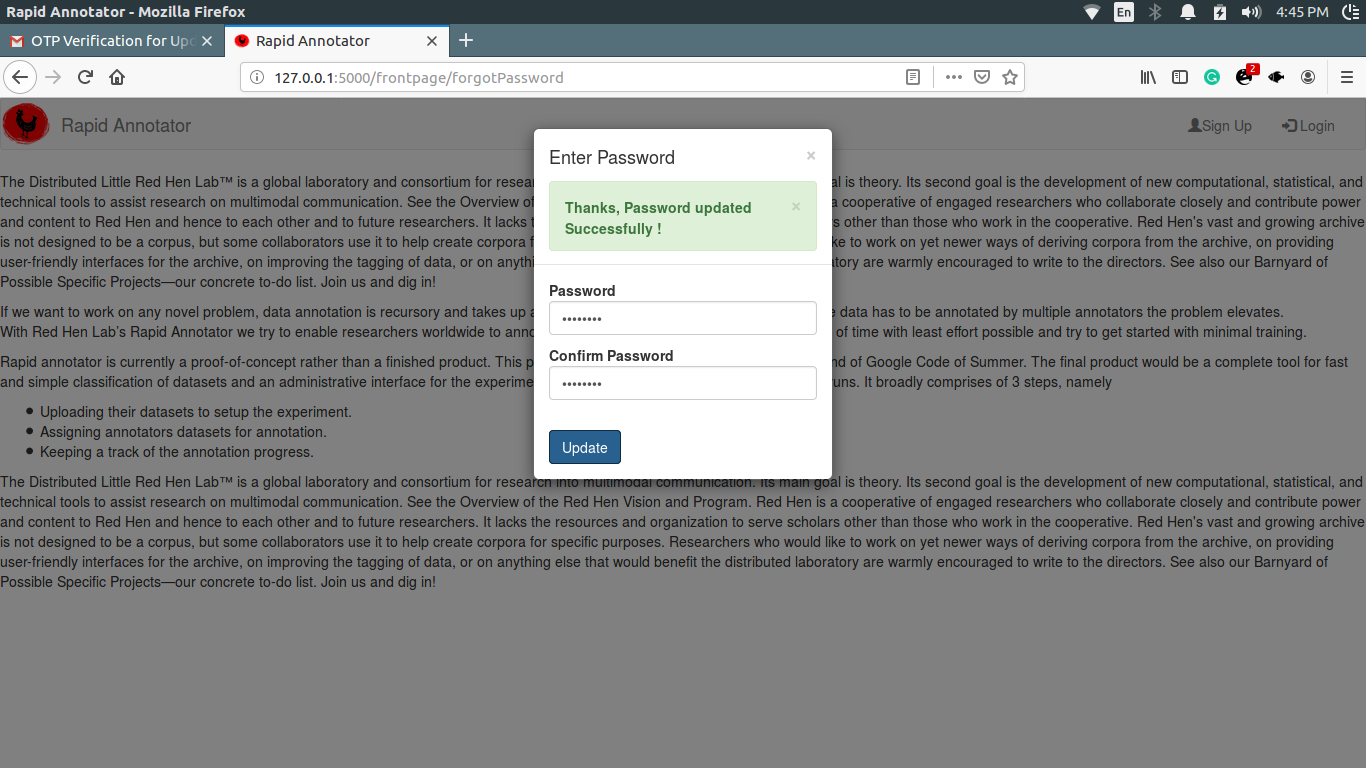 Rapid Annotator - Mozilla Firefox
En
4:45 PM
OTP Verification for Upd
Rapid Annotator
127.0.0.1:5000/frontpage/forgotPassword
2
Rapid Annotator
Sign Up
Login
Enter Password
×
Thanks, Password updated
Successfully !
×
Password
••••••••
Confirm Password
••••••••
Update
The Distributed Little Red Hen Lab™ is a global laboratory and consortium for resear
al is theory. Its second goal is the development of new computational, statistical, and
technical tools to assist research on multimodal communication. See the Overview of
a cooperative of engaged researchers who collaborate closely and contribute power
and content to Red Hen and hence to each other and to future researchers. It lacks t
s other than those who work in the cooperative. Red Hen's vast and growing archive
is not designed to be a corpus, but some collaborators use it to help create corpora f
ke to work on yet newer ways of deriving corpora from the archive, on providing
user-friendly interfaces for the archive, on improving the tagging of data, or on anythi
atory are warmly encouraged to write to the directors. See also our Barnyard of
Possible Specific Projects—our concrete to-do list. Join us and dig in!
If we want to work on any novel problem, data annotation is recursory and takes up a
e data has to be annotated by multiple annotators the problem elevates.
With Red Hen Lab's Rapid Annotator we try to enable researchers worldwide to anno
of time with least effort possible and try to get started with minimal training.
Rapid annotator is currently a proof-of-concept rather than a finished product. This p
nd of Google Code of Summer. The final product would be a complete tool for fast
and simple classification of datasets and an administrative interface for the experime
uns. It broadly comprises of 3 steps, namely
Uploading their datasets to setup the experiment.
Assigning annotators datasets for annotation.
Keeping a track of the annotation progress.
The Distributed Little Red Hen Lab™ is a global laboratory and consortium for research into multimodal communication. Its main goal is theory. Its second goal is the development of new computational, statistical, and
technical tools to assist research on multimodal communication. See the Overview of the Red Hen Vision and Program. Red Hen is a cooperative of engaged researchers who collaborate closely and contribute power
and content to Red Hen and hence to each other and to future researchers. It lacks the resources and organization to serve scholars other than those who work in the cooperative. Red Hen's vast and growing archive
is not designed to be a corpus, but some collaborators use it to help create corpora for specific purposes. Researchers who would like to work on yet newer ways of deriving corpora from the archive, on providing
user-friendly interfaces for the archive, on improving the tagging of data, or on anything else that would benefit the distributed laboratory are warmly encouraged to write to the directors. See also our Barnyard of
Possible Specific Projects—our concrete to-do list. Join us and dig in!